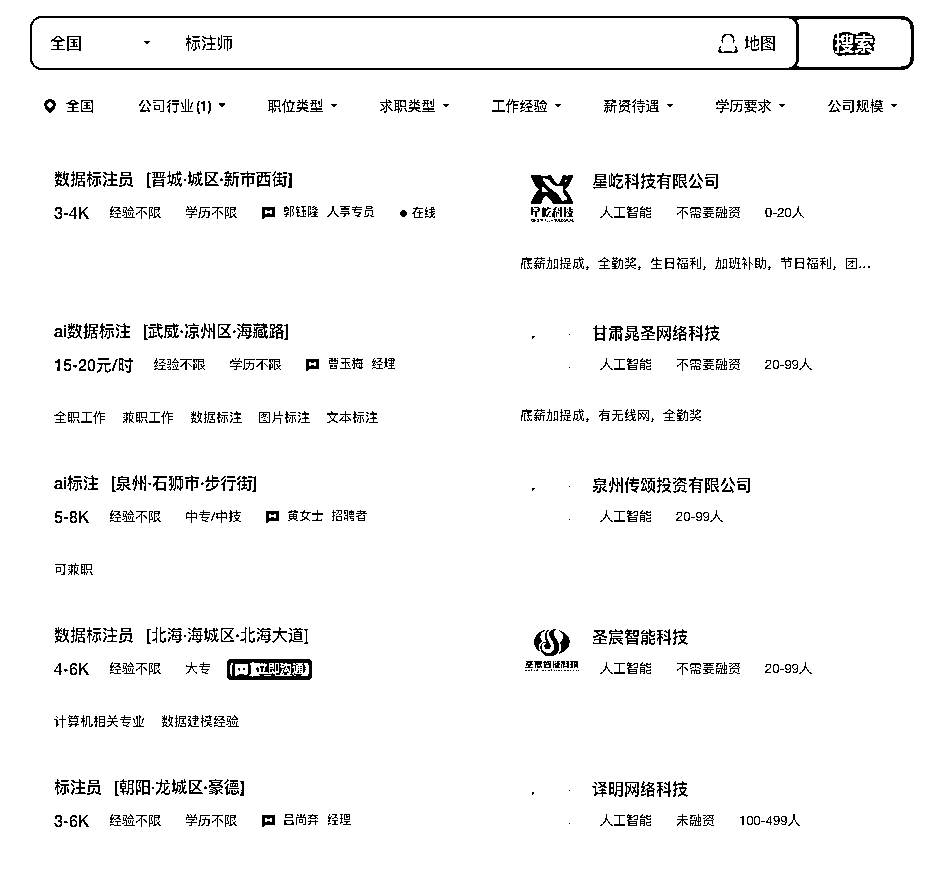 全国 标注师 地图 搜索
全国 公司行业(1) 职位类型 求职类型 工作经验 薪资待遇 学历要求 公司规模
数据标注员 [晋城·城区·新市西街]
3-4K 经验不限 学历不限 郭钰隆 人事专员 在线
星屹科技
星屹科技有限公司
人工智能 不需要融资 0-20人
底薪加提成，全勤奖，生日福利，加班补助，节日福利，团...
ai数据标注 [武威·凉州区·海藏路]
15-20元/时 经验不限 学历不限 曹玉梅 经理
甘肃晁圣网络科技
人工智能 不需要融资 20-99人
全职工作 兼职工作 数据标注 图片标注 文本标注
底薪加提成，有无线网，全勤奖
ai标注 [泉州·石狮市·步行街]
5-8K 经验不限 中专/中技 黄女士 招聘者
泉州传颂投资有限公司
人工智能 20-99人
可兼职
数据标注员 [北海·海城区·北海大道]
4-6K 经验不限 大专 立即沟通
圣宸智能科技
圣宸智能科技
人工智能 不需要融资 20-99人
计算机相关专业 数据建模经验
标注员 [朝阳·龙城区·豪德]
3-6K 经验不限 学历不限 吕尚弈 经理
译明网络科技
人工智能 未融资 100-499人